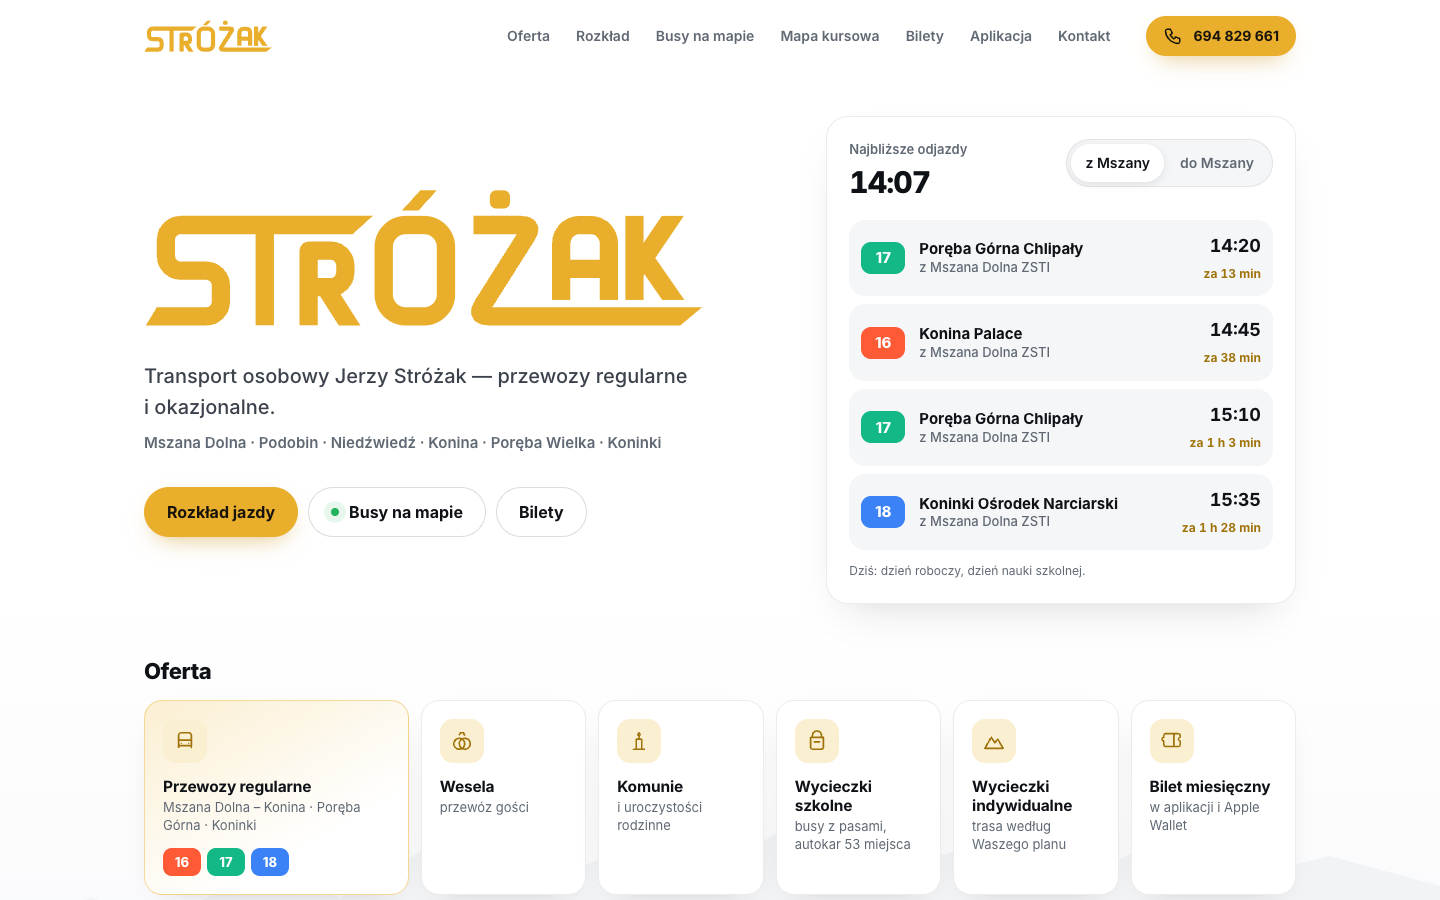 STRÓŻAK
Oferta
Rozkład
Busy na mapie
Mapa kursowa
Bilety
Aplikacja
Kontakt
694 829 661
STRÓŻAK
Transport osobowy Jerzy Stróżak — przewozy regularne
i okazjonalne.
Mszana Dolna · Podobin · Niedźwiedź · Konina · Poręba Wielka · Koninki
Rozkład jazdy
Busy na mapie
Bilety
Najbliższe odjazdy
14:07
z Mszany
do Mszany
17
Poręba Górna Chlipały
z Mszana Dolna ZSTI
14:20
za 13 min
16
Konina Palace
z Mszana Dolna ZSTI
14:45
za 38 min
17
Poręba Górna Chlipały
z Mszana Dolna ZSTI
15:10
za 1 h 3 min
18
Koninki Ośrodek Narciarski
z Mszana Dolna ZSTI
15:35
za 1 h 28 min
Dziś: dzień roboczy, dzień nauki szkolnej.
Oferta
Przewozy regularne
Mszana Dolna – Konina · Poręba
Górna · Koninki
16
17
18
Wesela
przewóz gości
Komunie
i uroczystości
rodzinne
Wycieczki
szkolne
busy z pasami,
autokar 53 miejsca
Wycieczki
indywidualne
trasa według
Waszego planu
Bilet miesięczny
w aplikacji i Apple
Wallet